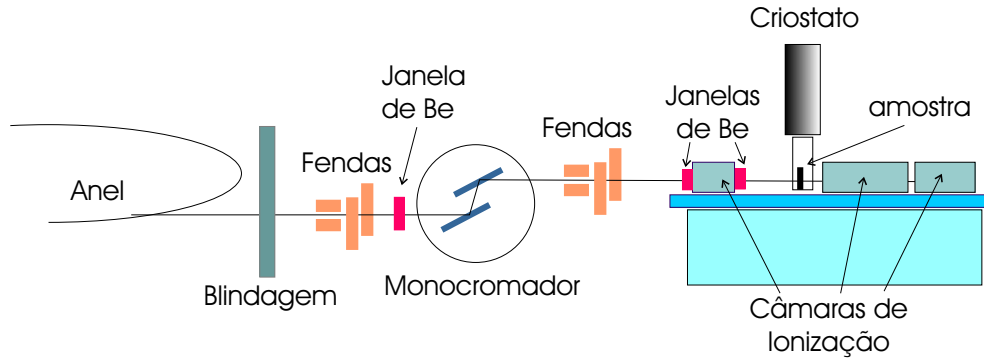 Criostato
Janela
de Be
Janelas
de Be
amostra
Fendas
Fendas
Anel
Blindagem
Monocromador
Câmaras de
Ionização